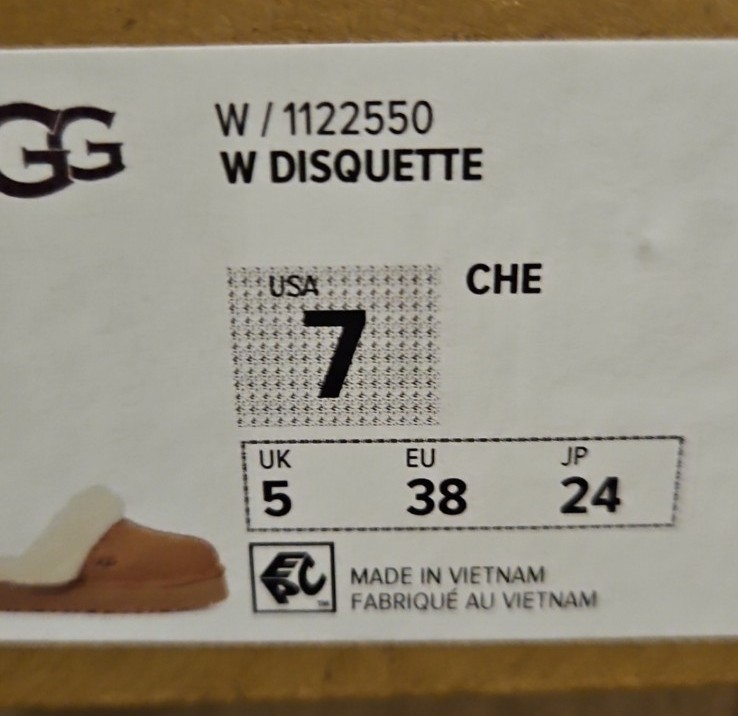 GG
W / 1122550
W DISQUETTE
USA
7
CHE
UK EU JP
5 38 24
MADE IN VIETNAM
FABRIQUÉ AU VIETNAM